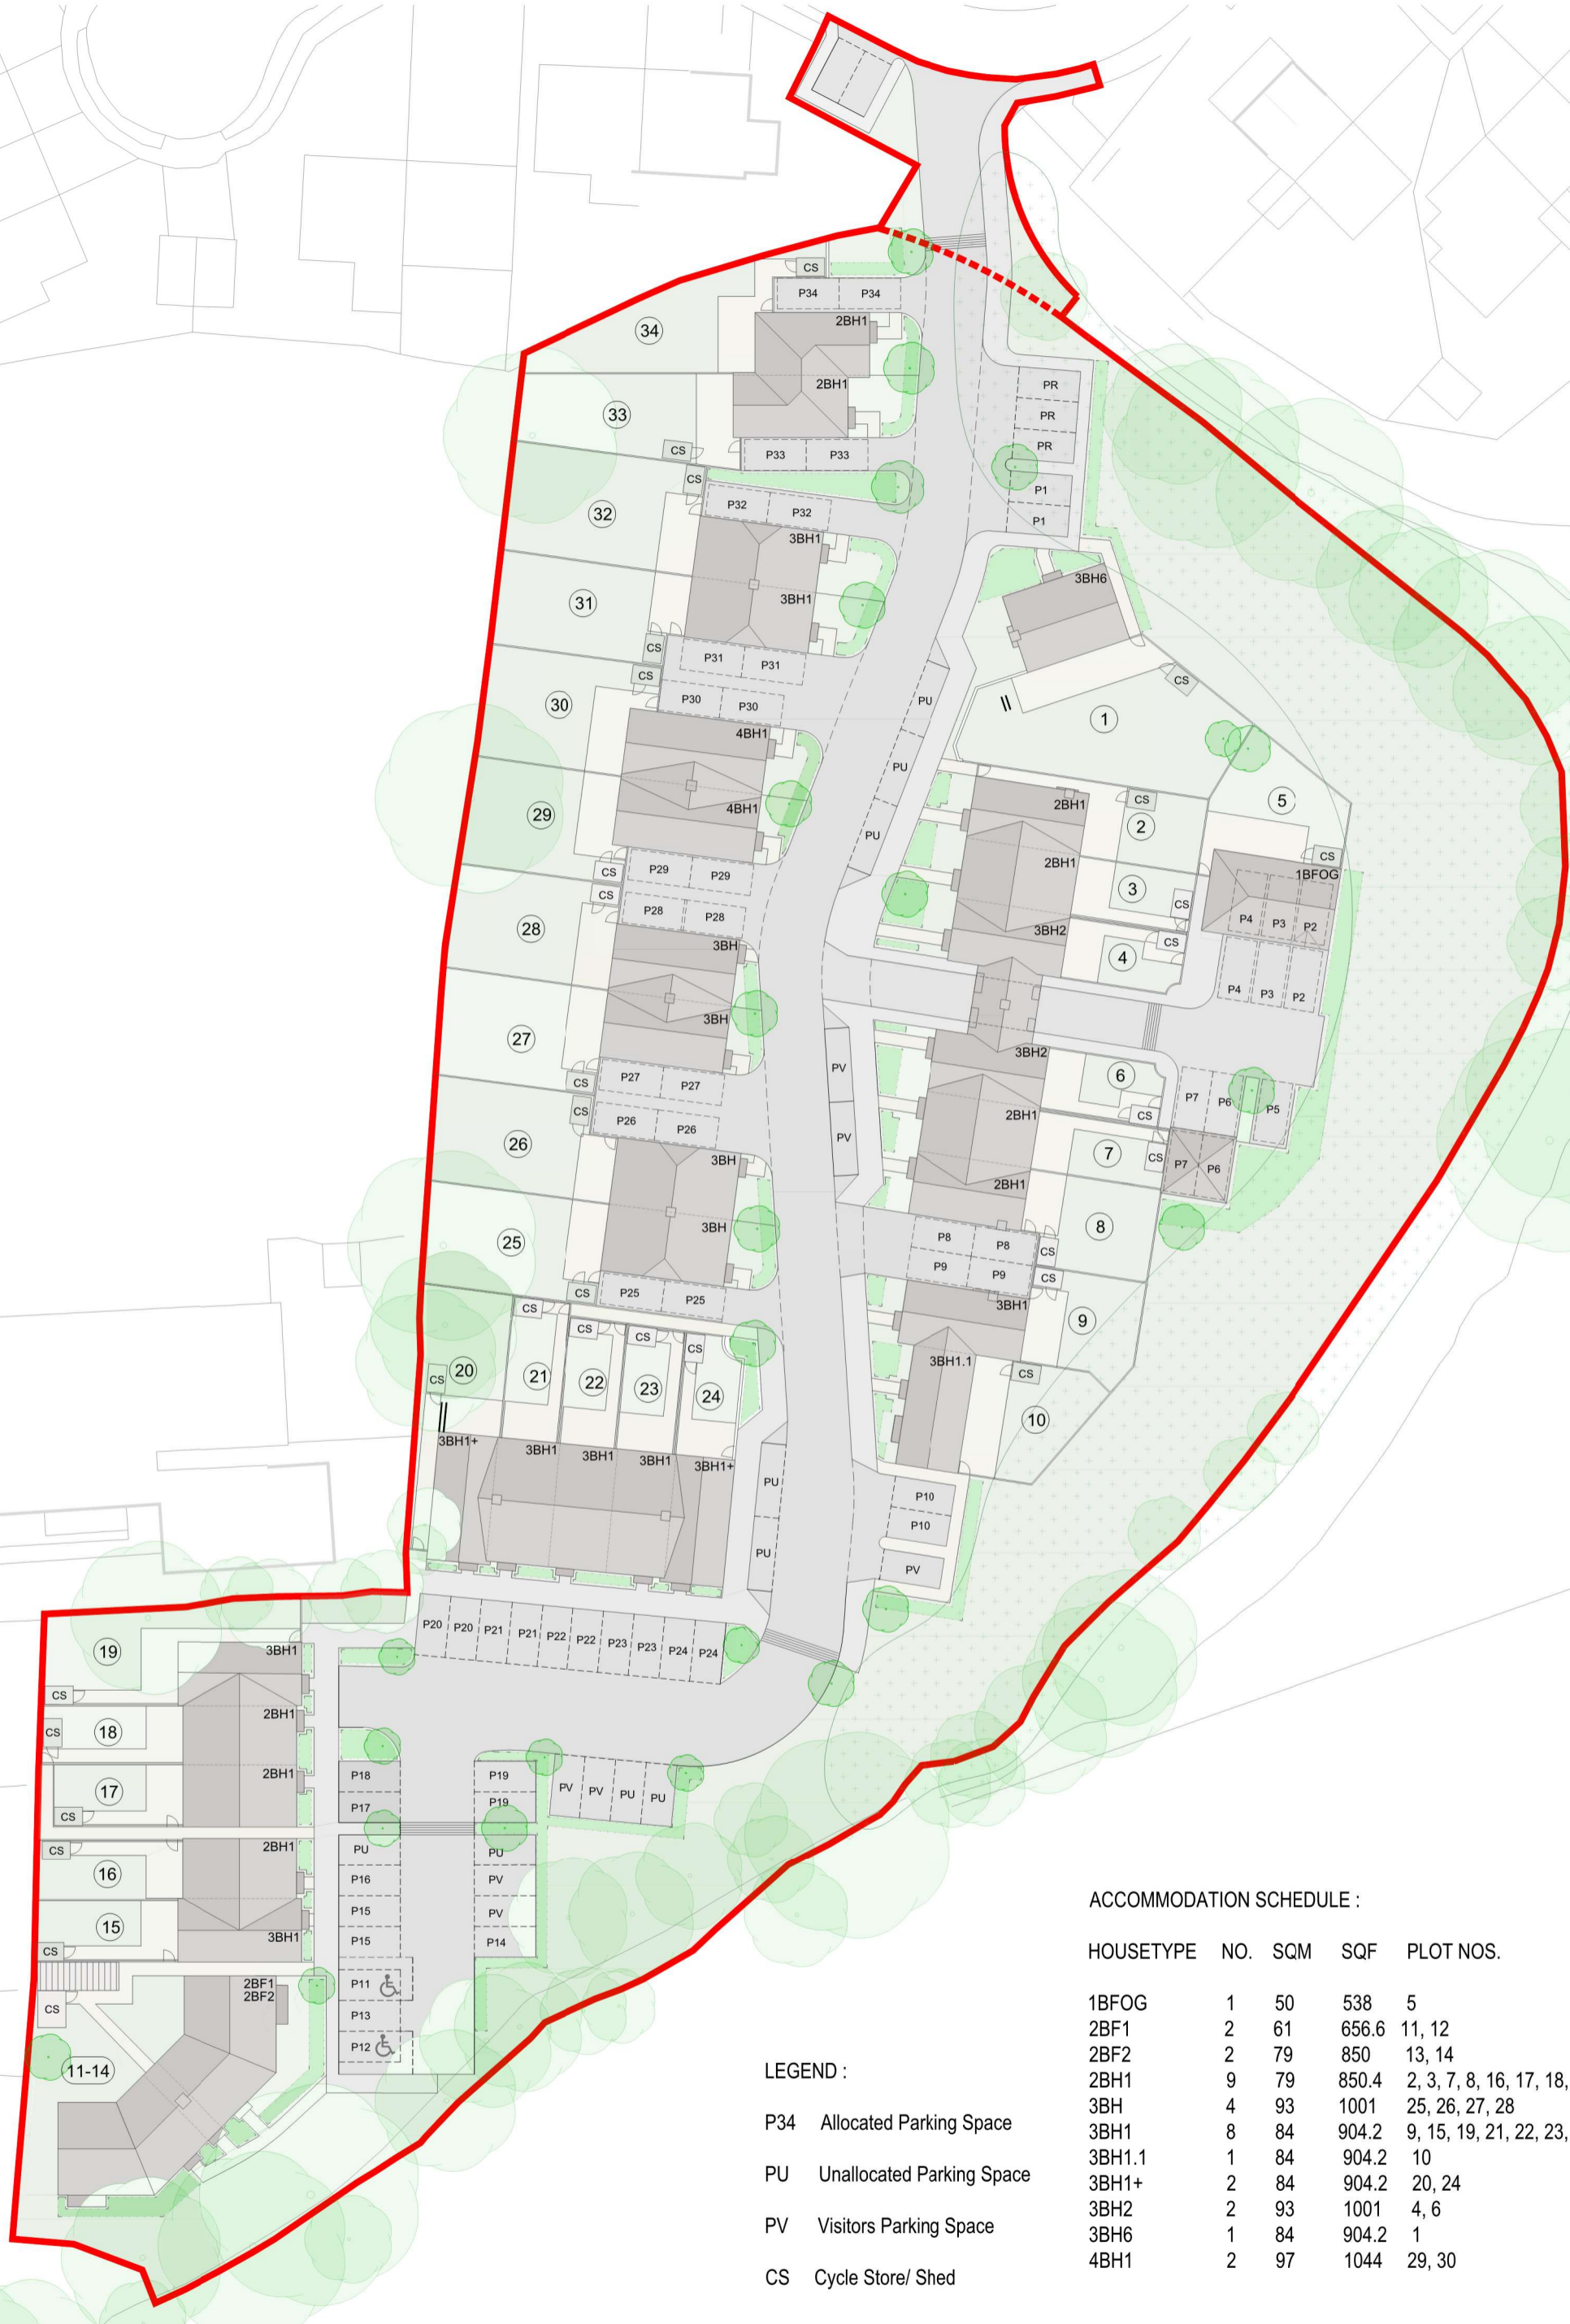 CS
P34 P34
34
2BH1
2BH1
PR
33
PR
CS
P33 P33
PR
CS
P1
32
P32 P32
P1
3BH1
3BH6
31
3BH1
CS
P31 P31
CS
CS
30
P30 P30
PU
1
4BH1
PU
5
29
4BH1
2BH1
CS
2
PU
2BH1
CS
CS
P29 P29
1BFOG
3
CS
CS
P28 P28
P4 P3 P2
28
3BH2
CS
3BH
4
P4 P3 P2
27
3BH
3BH2
PV
6
CS
P27 P27
P7 P6 P5
CS
2BH1
CS
P26 P26
PV
26
7
CS
P7 P6
3BH
2BH1
3BH
8
25
P8 P8
CS
P9 P9
CS
CS
P25 P25
3BH1
CS
9
CS
CS
CS
3BH1.1
20
21
22
23
24
CS
CS
10
3BH1+
3BH1
3BH1
3BH1
3BH1+
PU
P10
P10
PU
PV
P20 P20 P21 P21 P22 P22 P23 P23 P24 P24
19
3BH1
CS
18
2BH1
CS
2BH1
P18
P19
PV PV PU PU
17
P17
P19
CS
2BH1
PU
PU
CS
16
P16
PV
15
P15
PV
3BH1
P15
P14
CS
2BF1
2BF2
P11
CS
P13
P12
11-14
ACCOMMODATION SCHEDULE :
HOUSETYPE NO. SQM SQF PLOT NOS.
1BFOG 1 50 538 5
2BF1 2 61 656.6 11, 12
2BF2 2 79 850 13, 14
2BH1 9 79 850.4 2, 3, 7, 8, 16, 17, 18,
3BH 4 93 1001 25, 26, 27, 28
3BH1 8 84 904.2 9, 15, 19, 21, 22, 23,
3BH1.1 1 84 904.2 10
3BH1+ 2 84 904.2 20, 24
3BH2 2 93 1001 4, 6
3BH6 1 84 904.2 1
4BH1 2 97 1044 29, 30
LEGEND :
P34 Allocated Parking Space
PU Unallocated Parking Space
PV Visitors Parking Space
CS Cycle Store/ Shed